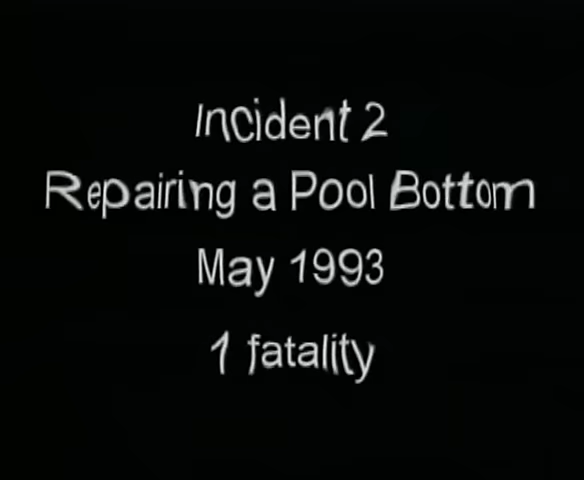 Incident 2
Repairing a Pool Bottom
May 1993
1 fatality